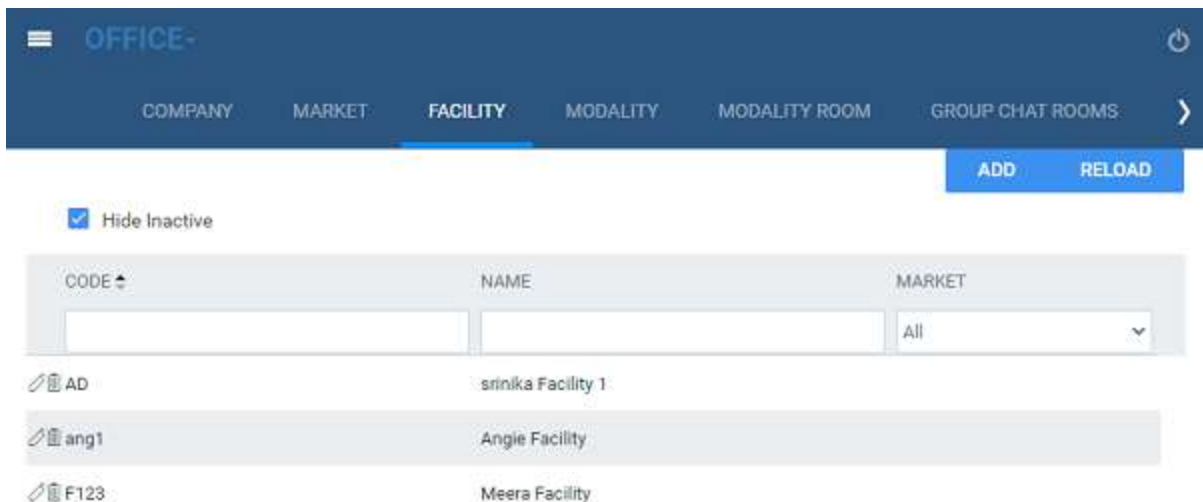 OFFICE-
COMPANY MARKET FACILITY MODALITY MODALITY ROOM GROUP CHAT ROOMS
ADD RELOAD
Hide Inactive
CODE NAME MARKET
All
AD srinika Facility 1
ang1 Angie Facility
F123 Meera Facility